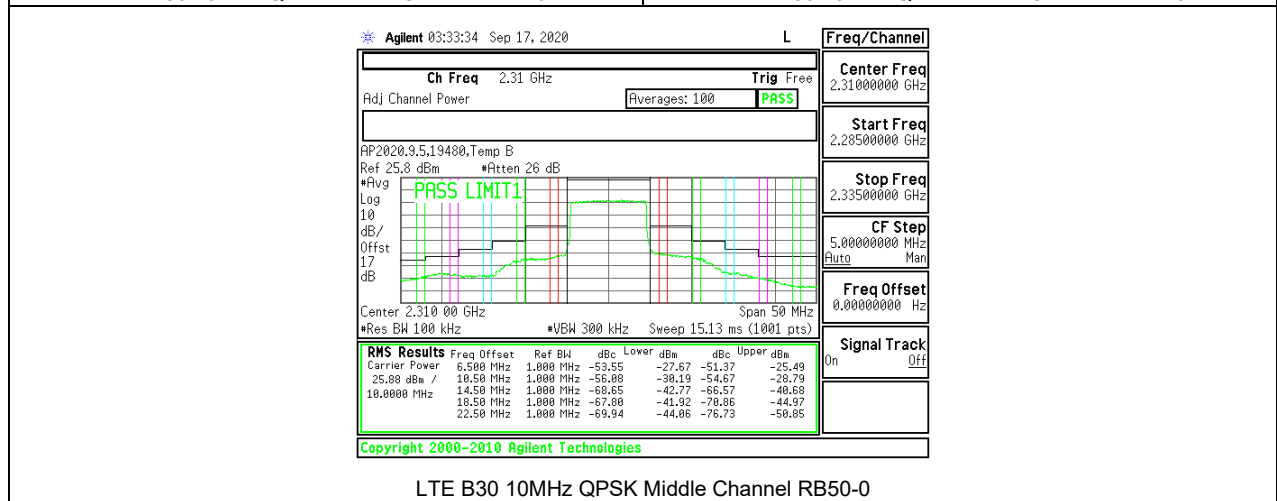 Agilent 03:33:34 Sep 17, 2020 L
Freq/Channel
Ch Freq 2.31 GHz Trig Free
Adj Channel Power Averages: 100 PASS
Center Freq
2.31000000 GHz
Start Freq
2.28500000 GHz
Stop Freq
2.33500000 GHz
CF Step
5.00000000 MHz
Auto Man
Freq Offset
0.00000000 Hz
Signal Track
On Off
AP2020.9.5,19480,Temp B
Ref 25.8 dBm #Atten 26 dB
#Avg
Log
10
dB/
Offst
17
dB
PASS LIMIT1
Center 2.310 00 GHz Span 50 MHz
#Res BW 100 kHz #VBW 300 kHz Sweep 15.13 ms (1001 pts)
RMS Results Freq Offset Ref BW dBc Lower dBm dBc Upper dBm
Carrier Power 6.500 MHz 1.000 MHz -53.55 -27.67 -51.37 -25.49
25.88 dBm / 10.50 MHz 1.000 MHz -56.08 -30.19 -54.67 -28.79
10.0000 MHz 14.50 MHz 1.000 MHz -68.65 -42.77 -66.57 -40.68
18.50 MHz 1.000 MHz -67.80 -41.92 -70.86 -44.97
22.50 MHz 1.000 MHz -69.94 -44.06 -76.73 -50.85
Copyright 2000-2010 Agilent Technologies
LTE B30 10MHz QPSK Middle Channel RB50-0